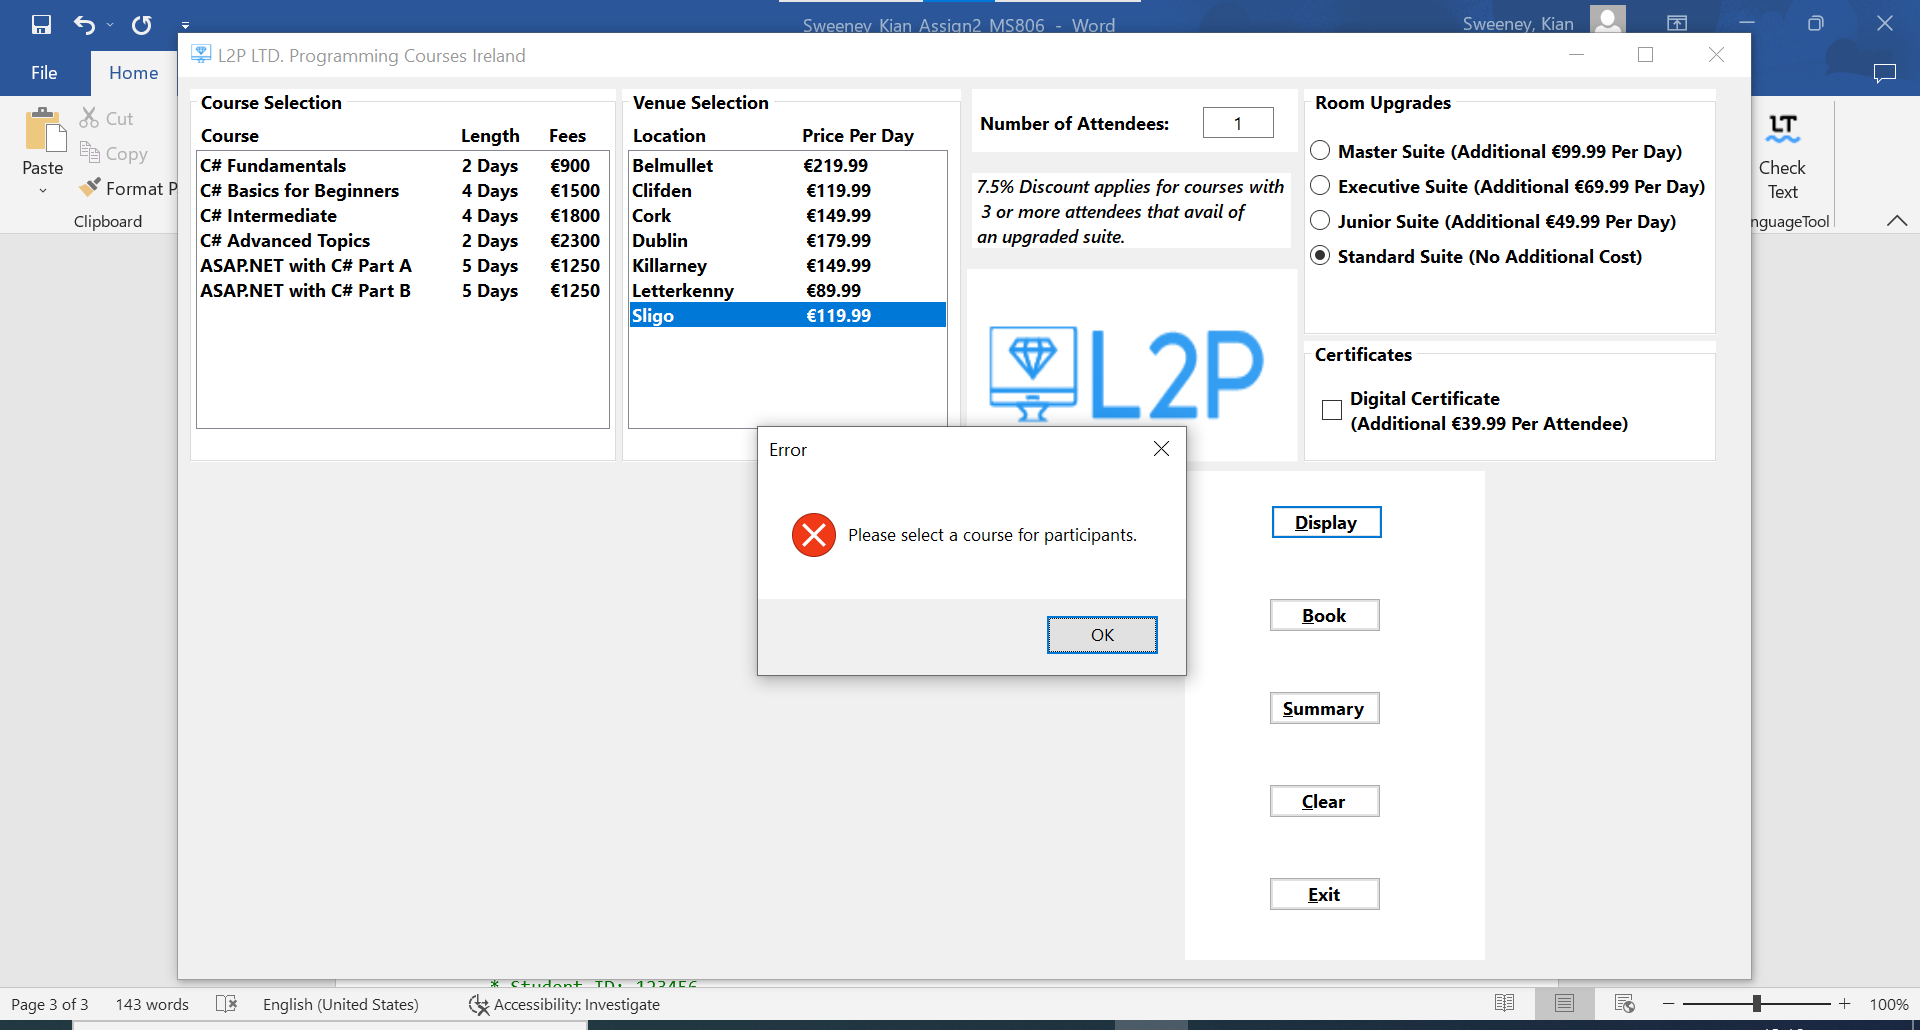 Sweeney_Kian_Assign2_MS806 - Word
Sweeney, Kian
File
Home
L2P LTD. Programming Courses Ireland
Paste
Cut
Copy
Format P
Clipboard
Course Selection
Course Length Fees
C# Fundamentals 2 Days €900
C# Basics for Beginners 4 Days €1500
C# Intermediate 4 Days €1800
C# Advanced Topics 2 Days €2300
ASAP.NET with C# Part A 5 Days €1250
ASAP.NET with C# Part B 5 Days €1250
Venue Selection
Location Price Per Day
Belmullet €219.99
Clifden €119.99
Cork €149.99
Dublin €179.99
Killarney €149.99
Letterkenny €89.99
Sligo €119.99
Number of Attendees: 1
7.5% Discount applies for courses with
3 or more attendees that avail of
an upgraded suite.
L2P
Room Upgrades
Master Suite (Additional €99.99 Per Day)
Executive Suite (Additional €69.99 Per Day)
Junior Suite (Additional €49.99 Per Day)
Standard Suite (No Additional Cost)
Certificates
Digital Certificate
(Additional €39.99 Per Attendee)
LT
Check
Text
nguageTool
Error
Please select a course for participants.
OK
Display
Book
Summary
Clear
Exit
* Student ID: 123456
Page 3 of 3
143 words
English (United States)
Accessibility: Investigate
100%